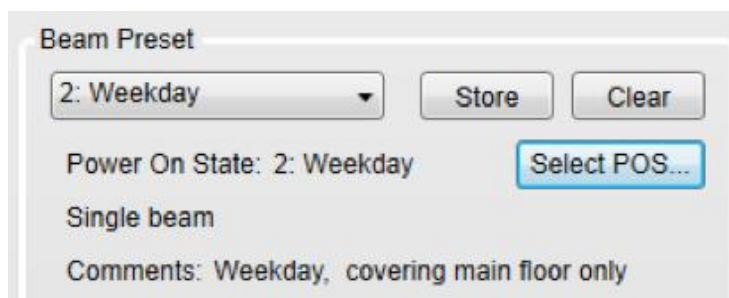 Beam Preset
2: Weekday Store Clear
Power On State: 2: Weekday Select POS...
Single beam
Comments: Weekday, covering main floor only